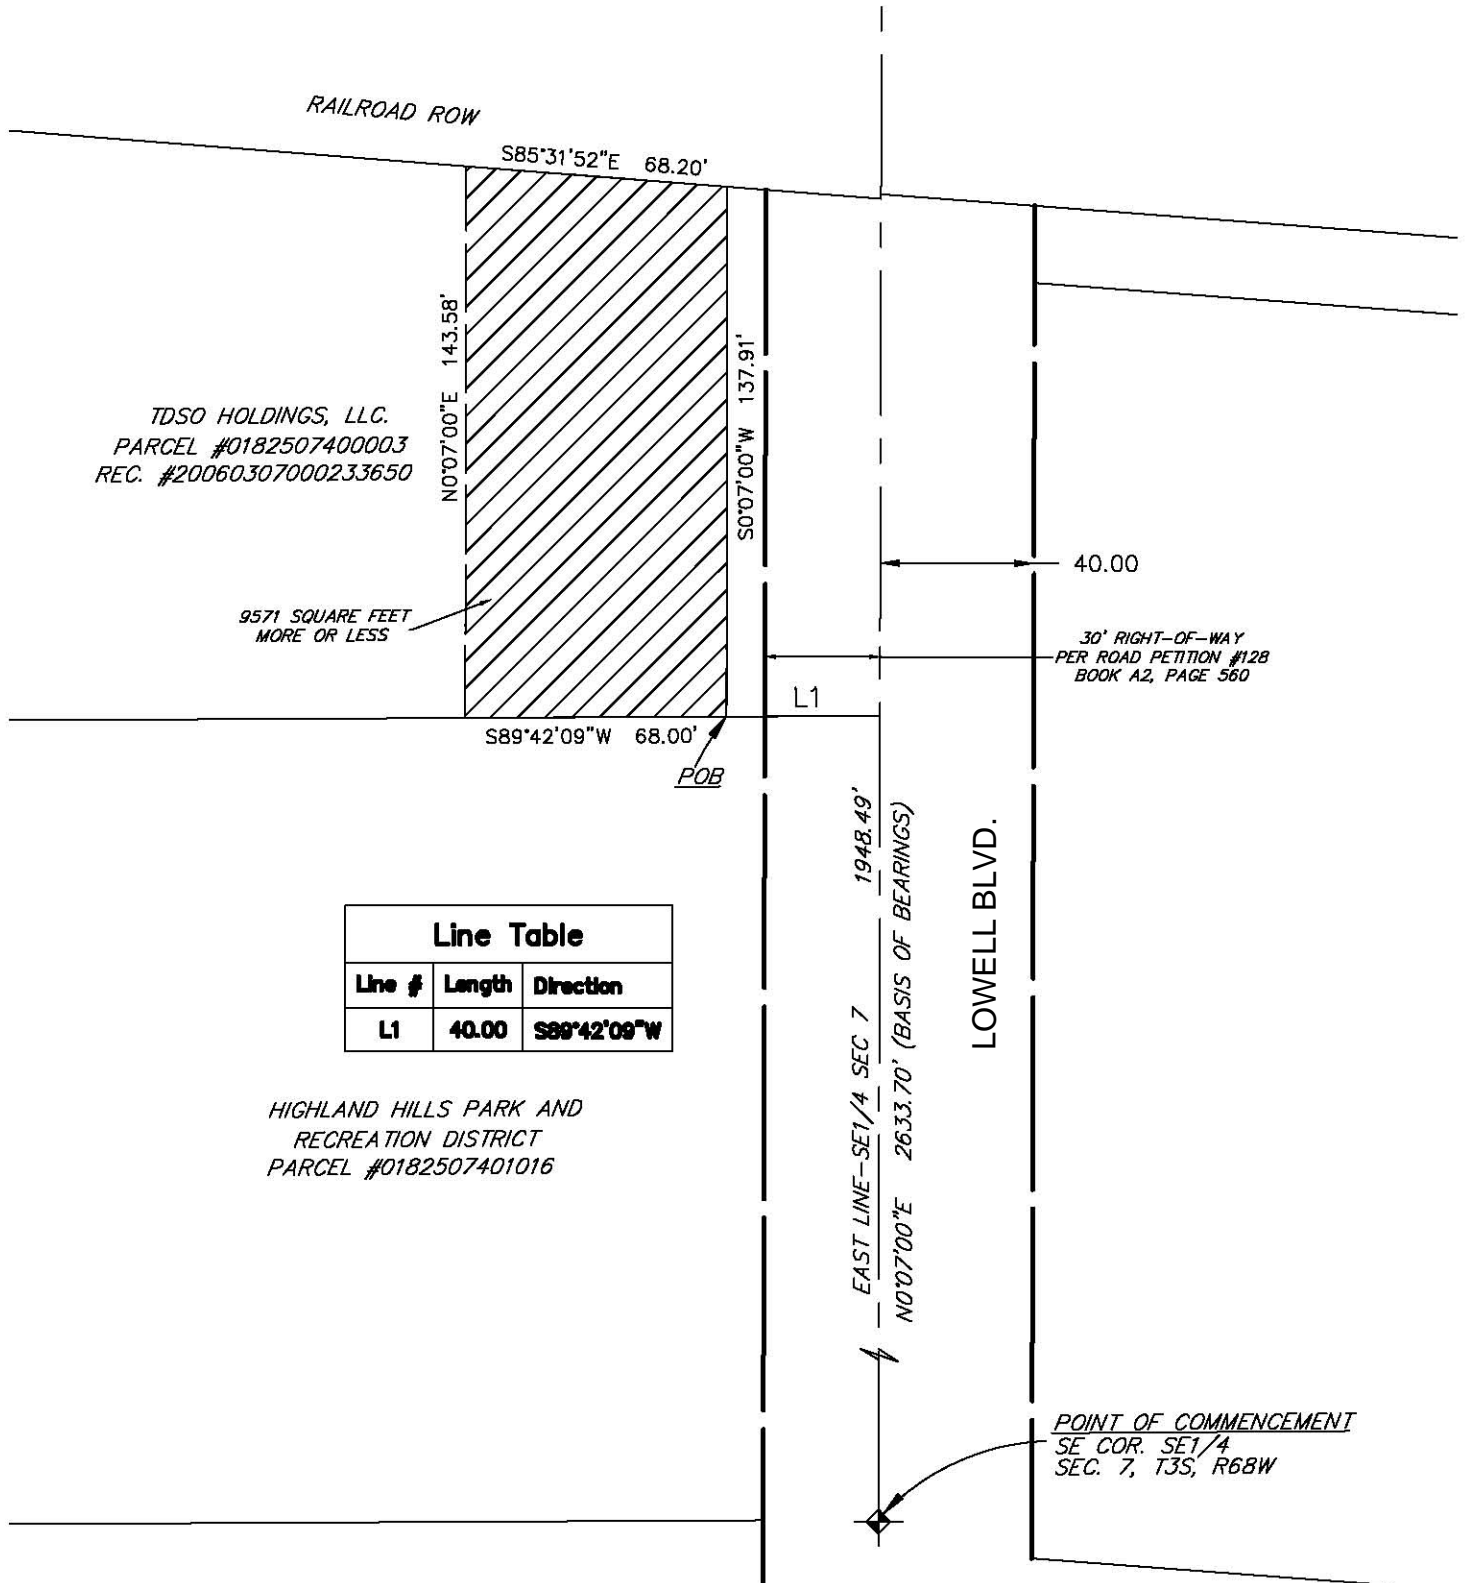 RAILROAD ROW
S85°31'52"E 68.20'
N0°07'00"E 143.58'
S0°07'00"W 137.91'
TDSO HOLDINGS, LLC.
PARCEL #0182507400003
REC. #20060307000233650
40.00
9571 SQUARE FEET
MORE OR LESS
30' RIGHT-OF-WAY
PER ROAD PETITION #128
BOOK A2, PAGE 560
L1
S89°42'09"W 68.00'
POB
EAST LINE-SE1/4 SEC 7 1948.49'
N0°07'00"E 2633.70' (BASIS OF BEARINGS)
LOWELL BLVD.
Line Table
Line # Length Direction
L1 40.00 S89°42'09"W
HIGHLAND HILLS PARK AND
RECREATION DISTRICT
PARCEL #0182507401016
POINT OF COMMENCEMENT
SE COR. SE1/4
SEC. 7, T3S, R68W